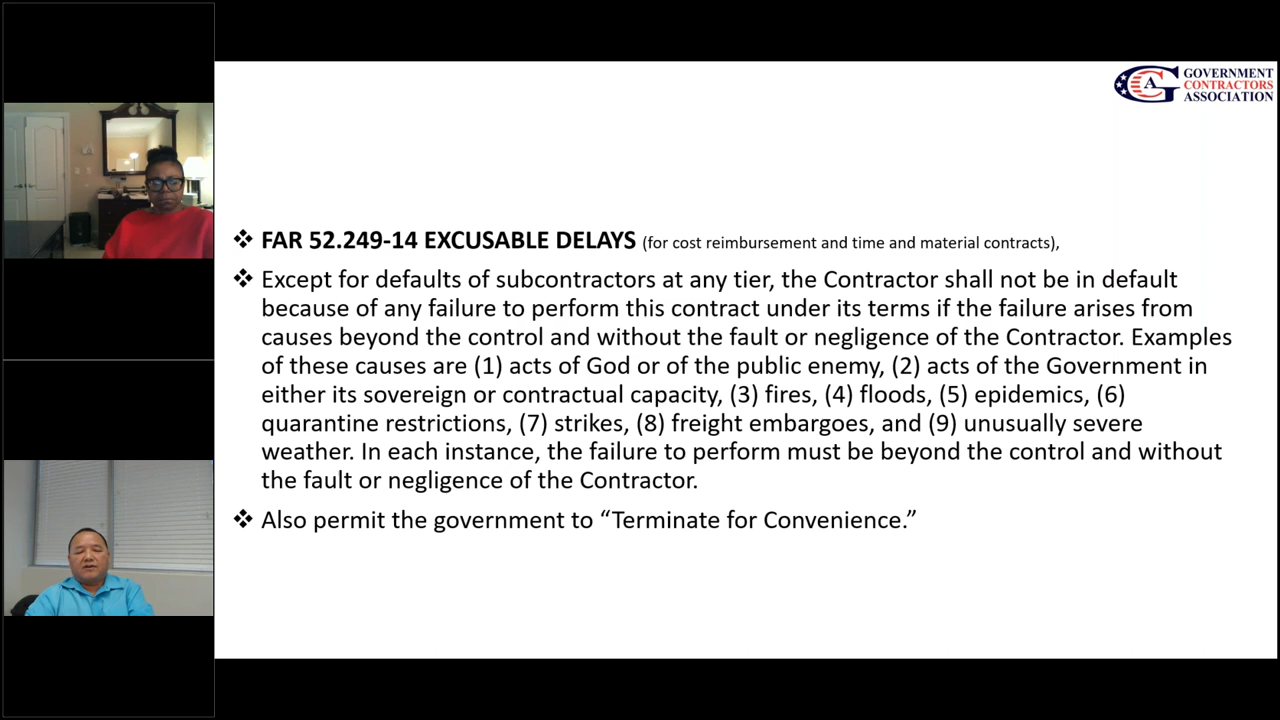 GOVERNMENT
CONTRACTORS
ASSOCIATION
GCA
❖ FAR 52.249-14 EXCUSABLE DELAYS (for cost reimbursement and time and material contracts),
❖ Except for defaults of subcontractors at any tier, the Contractor shall not be in default
because of any failure to perform this contract under its terms if the failure arises from
causes beyond the control and without the fault or negligence of the Contractor. Examples
of these causes are (1) acts of God or of the public enemy, (2) acts of the Government in
either its sovereign or contractual capacity, (3) fires, (4) floods, (5) epidemics, (6)
quarantine restrictions, (7) strikes, (8) freight embargoes, and (9) unusually severe
weather. In each instance, the failure to perform must be beyond the control and without
the fault or negligence of the Contractor.
❖ Also permit the government to “Terminate for Convenience.”